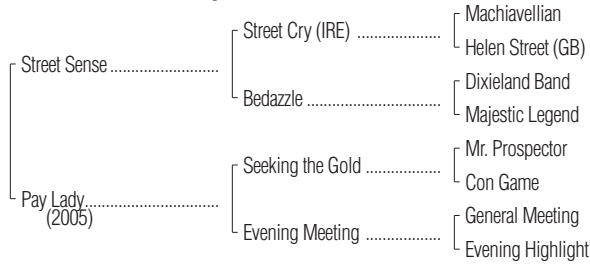 Machiavellian
Street Cry (IRE) ..................
Helen Street (GB)
Street Sense ........................
Dixieland Band
Bedazzle .............................
Majestic Legend
Mr. Prospector
Seeking the Gold ................
Con Game
Pay Lady..............................
(2005)
General Meeting
Evening Meeting ................
Evening Highlight